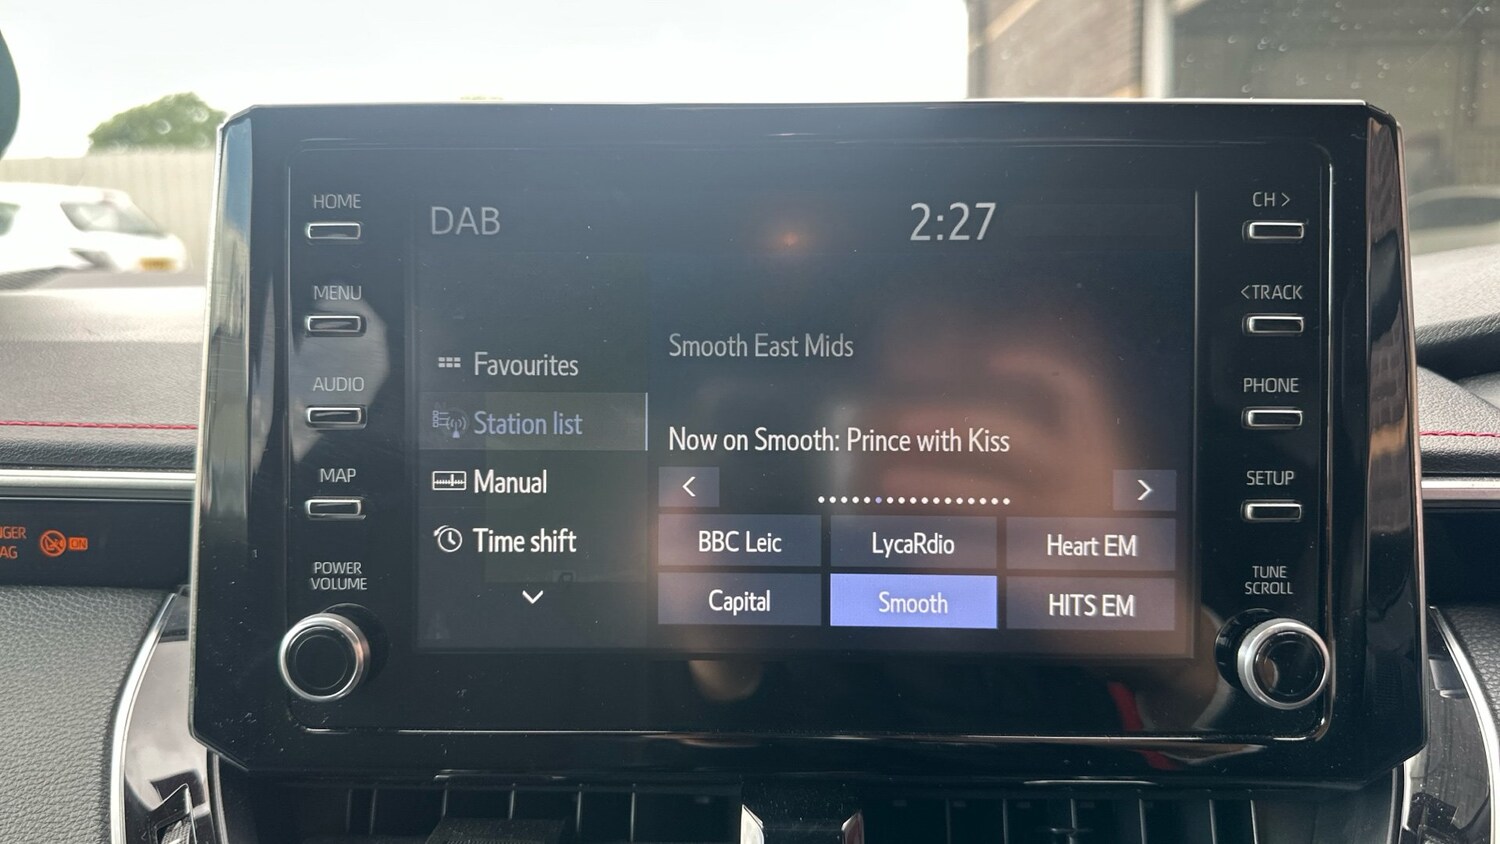 HOME
MENU
AUDIO
MAP
POWER
VOLUME
DAB
2:27
Favourites
Station list
Manual
Time shift
Smooth East Mids
Now on Smooth: Prince with Kiss
<
>
BBC Leic
LycaRdio
Heart EM
Capital
Smooth
HITS EM
CH >
<TRACK
PHONE
SETUP
TUNE
SCROLL
ON